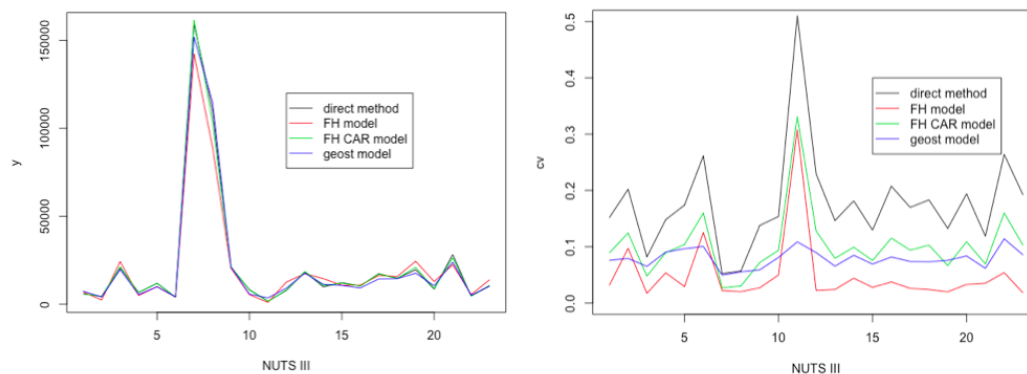 150000
100000
50000
0
y
direct method
FH model
FH CAR model
geost model
5
10
15
20
NUTS III
0.5
0.4
0.3
0.2
0.1
0.0
cv
direct method
FH model
FH CAR model
geost model
5
10
15
20
NUTS III